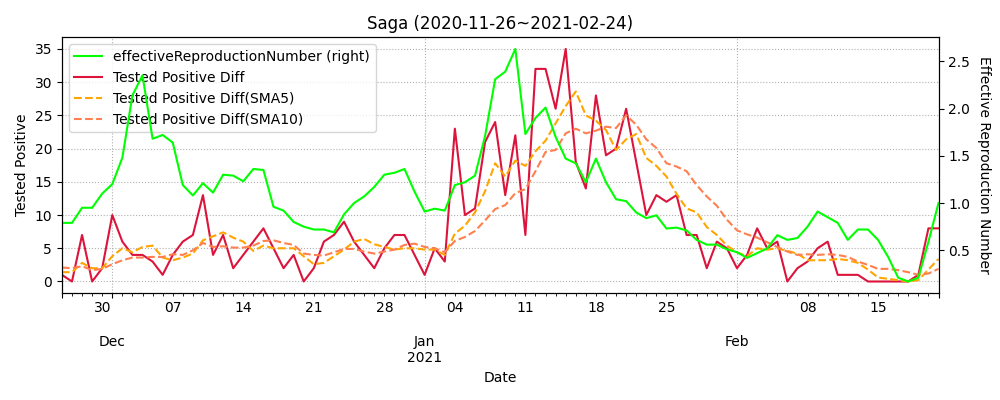 Saga (2020-11-26~2021-02-24)
effectiveReproductionNumber (right)
Tested Positive Diff
Tested Positive Diff(SMA5)
Tested Positive Diff(SMA10)
Tested Positive
35
30
25
20
15
10
5
0
2.5
2.0
1.5
1.0
0.5
Effective Reproduction Number
30 07 14 21 28 04 11 18 25 08 15
Dec Jan Feb
2021
Date